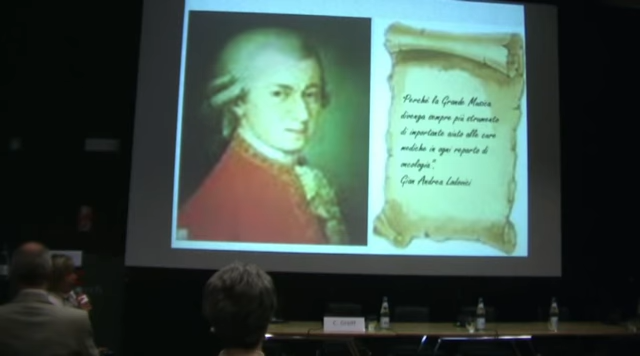 "Perché la Grande Musica
divenga sempre più strumento
di importante aiuto alle cure
mediche in ogni reparto di
oncologia."
Gian Andrea Lodovici